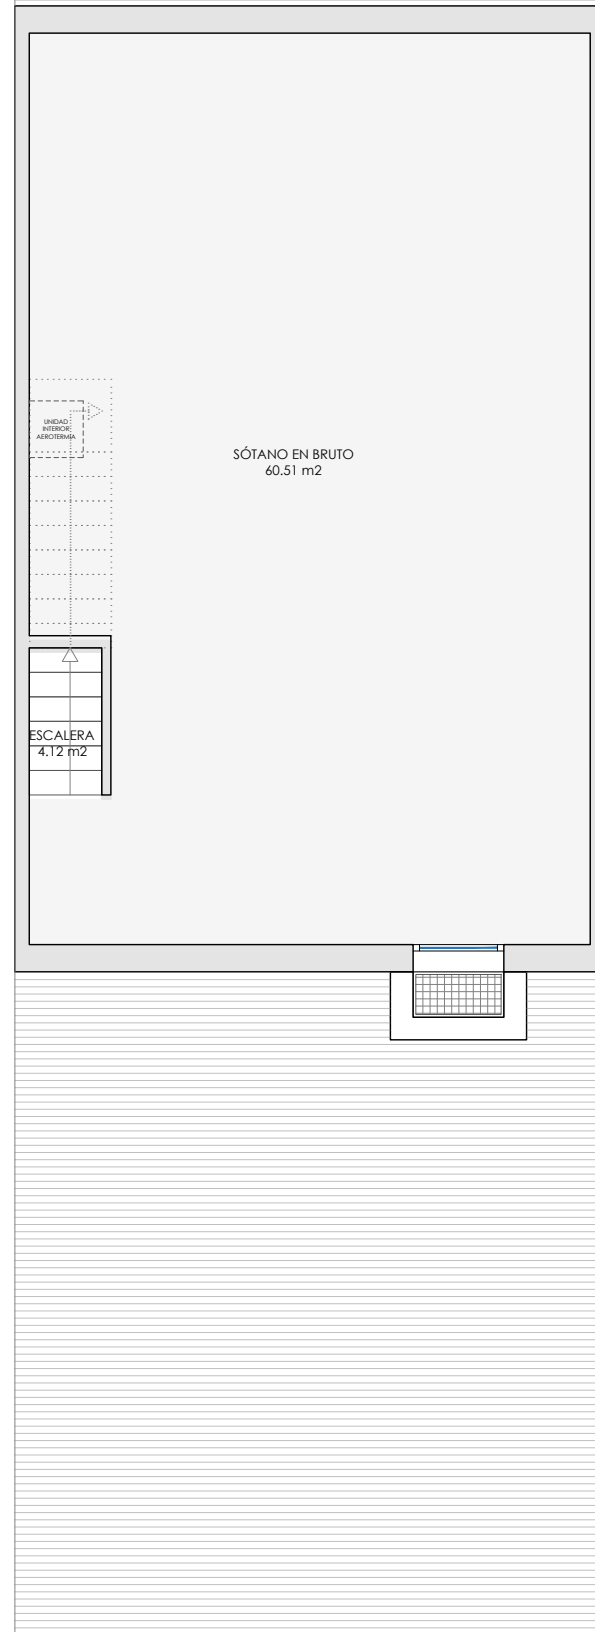 UNIDAD
INTERIOR
AEROTERMIA
SÓTANO EN BRUTO
60.51 m2
ESCALERA
4.12 m2